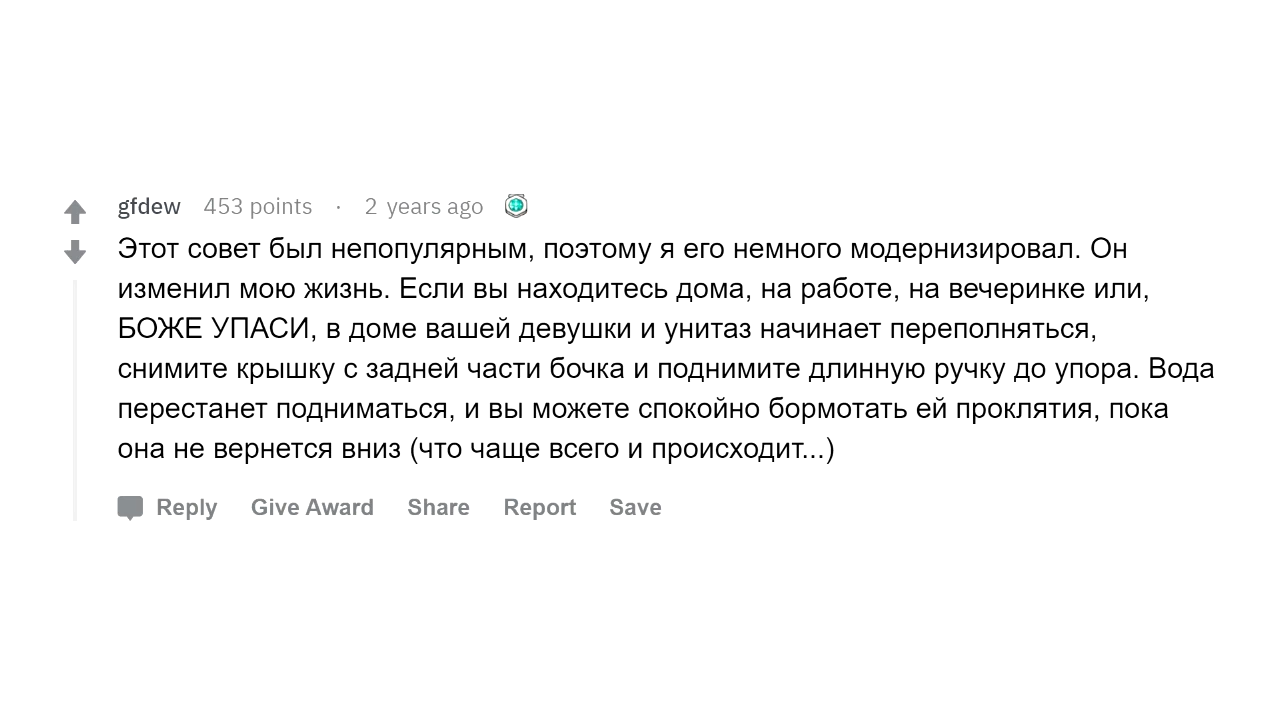 gfdew 453 points · 2 years ago
Этот совет был непопулярным, поэтому я его немного модернизировал. Он
изменил мою жизнь. Если вы находитесь дома, на работе, на вечеринке или,
БОЖЕ УПАСИ, в доме вашей девушки и унитаз начинает переполняться,
снимите крышку с задней части бочка и поднимите длинную ручку до упора. Вода
перестанет подниматься, и вы можете спокойно бормотать ей проклятия, пока
она не вернется вниз (что чаще всего и происходит...)
Reply Give Award Share Report Save